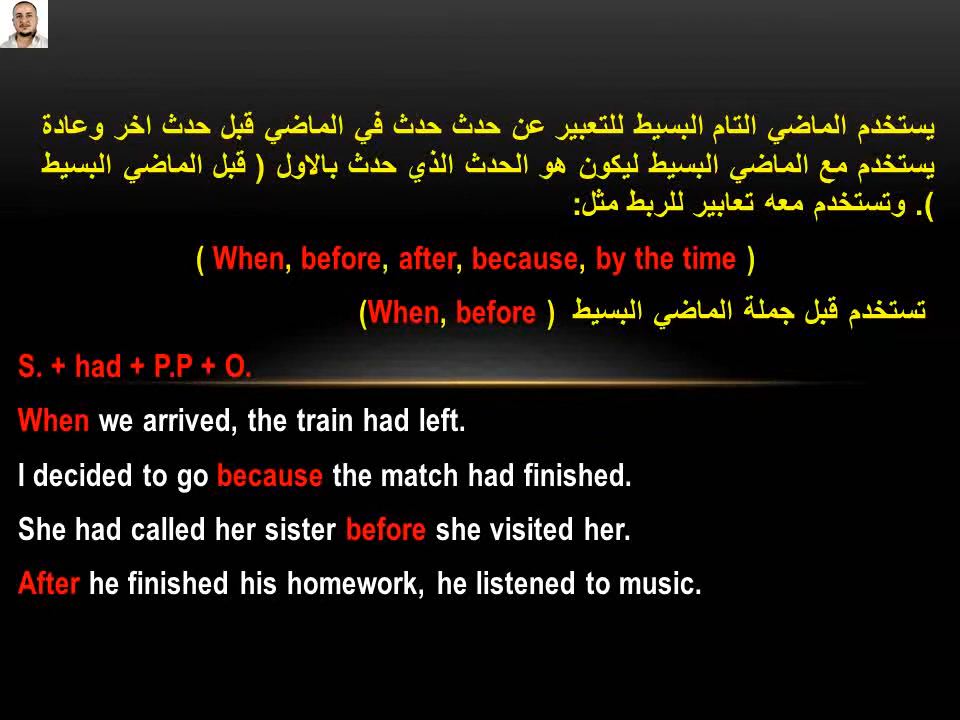 يستخدم الماضي التام البسيط للتعبير عن حدث حدث في الماضي قبل حدث اخر وعادة
يستخدم مع الماضي البسيط ليكون هو الحدث الذي حدث بالاول ( قبل الماضي البسيط
). وتستخدم معه تعابير للربط مثل:
( When, before, after, because, by the time )
تستخدم قبل جملة الماضي البسيط ( When, before)
S. + had + P.P + O.
When we arrived, the train had left.
I decided to go because the match had finished.
She had called her sister before she visited her.
After he finished his homework, he listened to music.